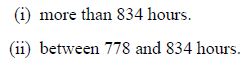 (i) more than 834 hours.
(ii) between 778 and 834 hours.